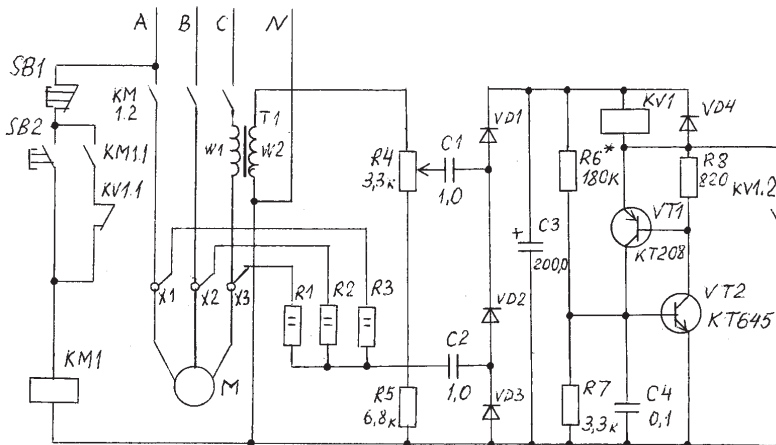 A B C N
SB1
KM
1.2
SB2
KM1.1
KV1.1
W1
T1
W2
R4
3,3к
C1
1,0
VD1
KV1
VD4
R6*
180к
R8
820
KV1.2
VT1
КТ208
C3
+
200,0
X1
X2
X3
R1
R2
R3
VD2
VT2
КТ645
C2
1,0
KM1
M
R5
6,8к
VD3
R7
3,3к
C4
0,1